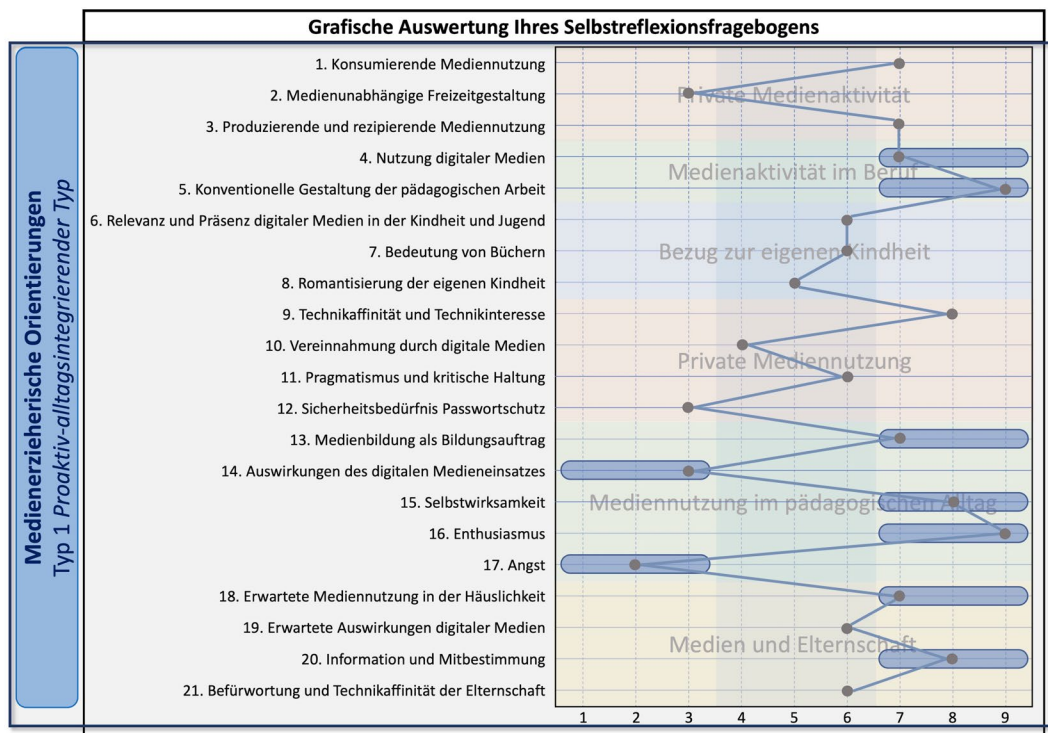 Grafische Auswertung Ihres Selbstreflexionsfragebogens
Medienerzieherische Orientierungen
Typ 1 Proaktiv-alltagsintegrierender Typ
1. Konsumierende Mediennutzung
2. Medienunabhängige Freizeitgestaltung
Private Medienaktivität
3. Produzierende und rezipierende Mediennutzung
4. Nutzung digitaler Medien
Medienaktivität im Beruf
5. Konventionelle Gestaltung der pädagogischen Arbeit
6. Relevanz und Präsenz digitaler Medien in der Kindheit und Jugend
7. Bedeutung von Büchern
Bezug zur eigenen Kindheit
8. Romantisierung der eigenen Kindheit
9. Technikaffinität und Technikinteresse
10. Vereinnahmung durch digitale Medien
Private Mediennutzung
11. Pragmatismus und kritische Haltung
12. Sicherheitsbedürfnis Passwortschutz
13. Medienbildung als Bildungsauftrag
14. Auswirkungen des digitalen Medieneinsatzes
15. Selbstwirksamkeit
Mediennutzung im pädagogischen Alltag
16. Enthusiasmus
17. Angst
18. Erwartete Mediennutzung in der Häuslichkeit
19. Erwartete Auswirkungen digitaler Medien
Medien und Elternschaft
20. Information und Mitbestimmung
21. Befürwortung und Technikaffinität der Elternschaft
1 2 3 4 5 6 7 8 9